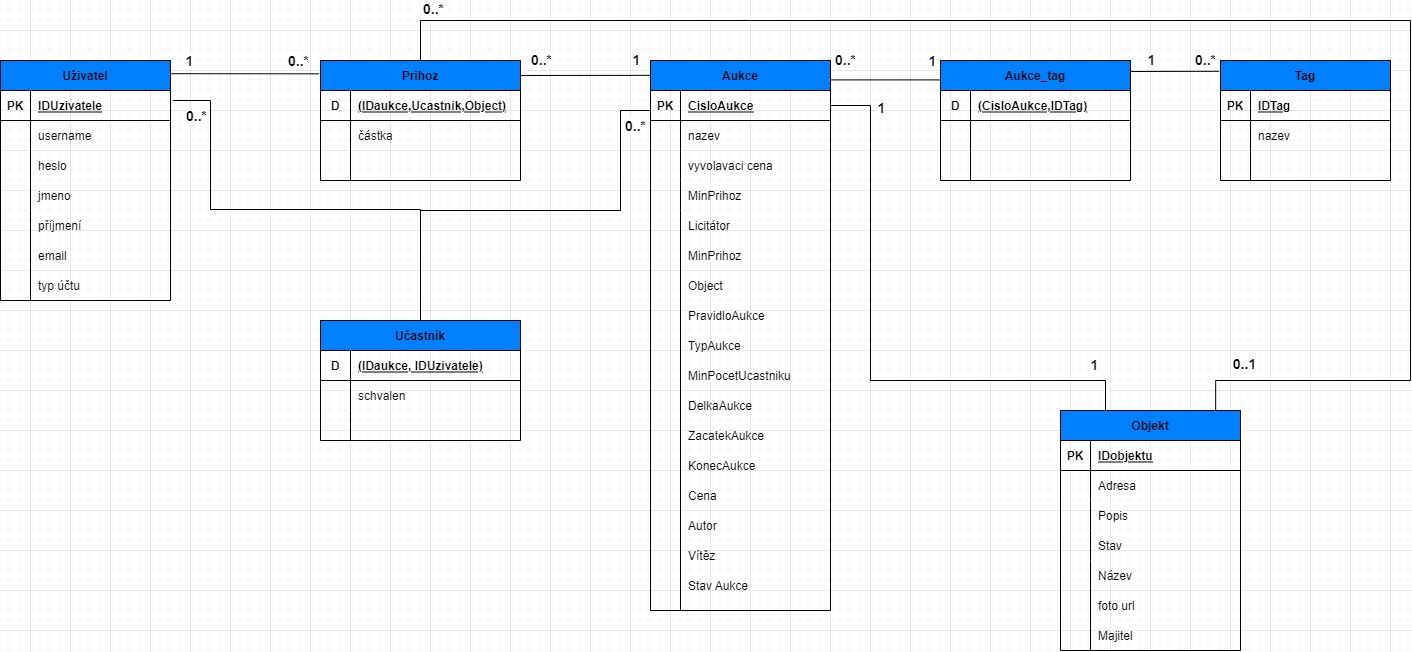 0..*
1
0..*
0..*
1
0..*
1
1
0..*
Uživatel
PK
IDUzivatele
username
heslo
jmeno
příjmení
email
typ účtu
0..*
Prihoz
D
(IDaukce,Ucastnik,Object)
částka
0..*
Aukce
PK
CisloAukce
nazev
vyvolavaci cena
MinPrihoz
Licitátor
MinPrihoz
Object
PravidloAukce
TypAukce
MinPocetUcastniku
DelkaAukce
ZacatekAukce
KonecAukce
Cena
Autor
Vítěz
Stav Aukce
1
Aukce_tag
D
(CisloAukce,IDTag)
Tag
PK
IDTag
nazev
Učastník
D
(IDaukce, IDUzivatele)
schvalen
1
0..1
Objekt
PK
IDobjektu
Adresa
Popis
Stav
Název
foto url
Majitel